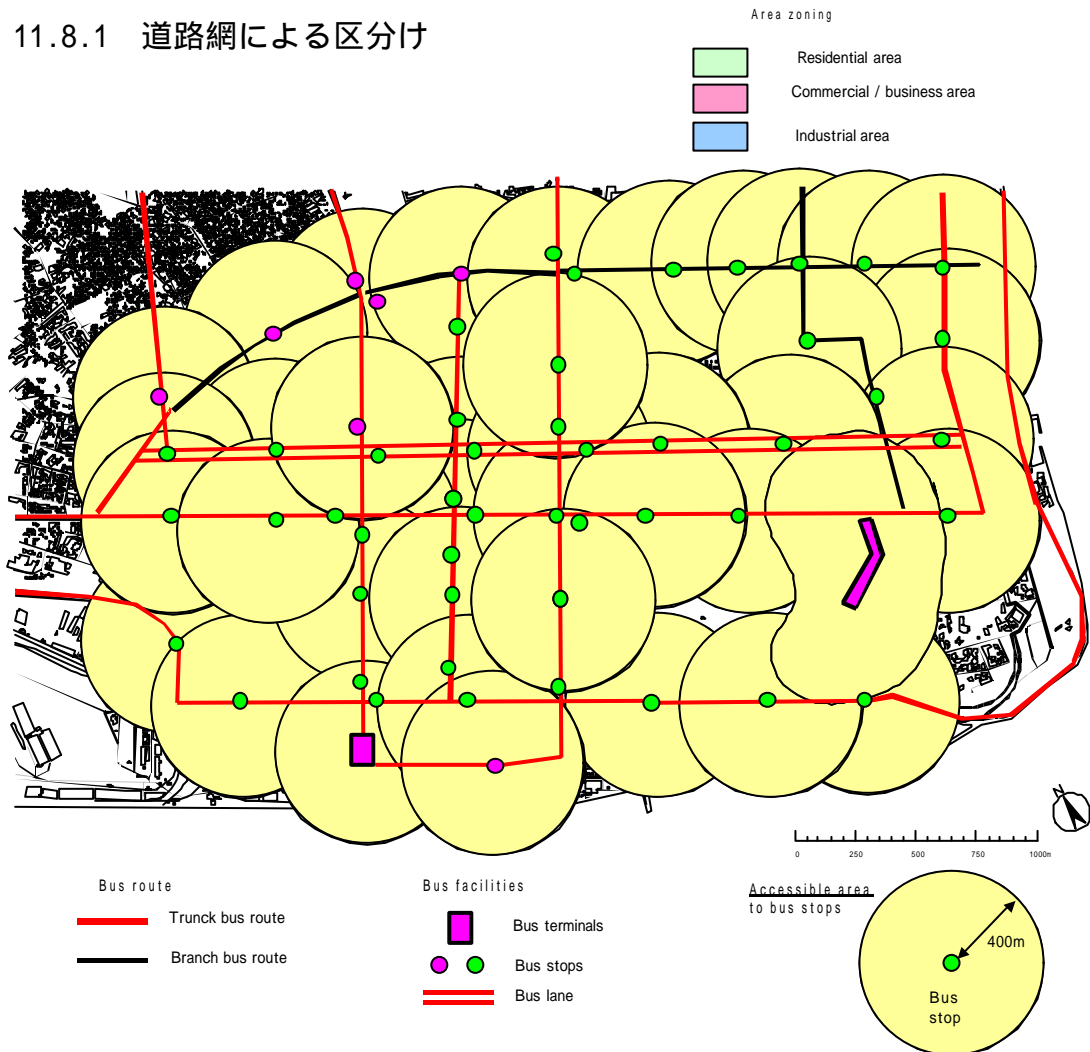 11.8.1 道路網による区分け
Area zoning
Residential area
Commercial / business area
Industrial area
0 250 500 750 1000m
Bus route
Trunck bus route
Branch bus route
Bus facilities
Bus terminals
Bus stops
Bus lane
Accessible area
to bus stops
400m
Bus
stop